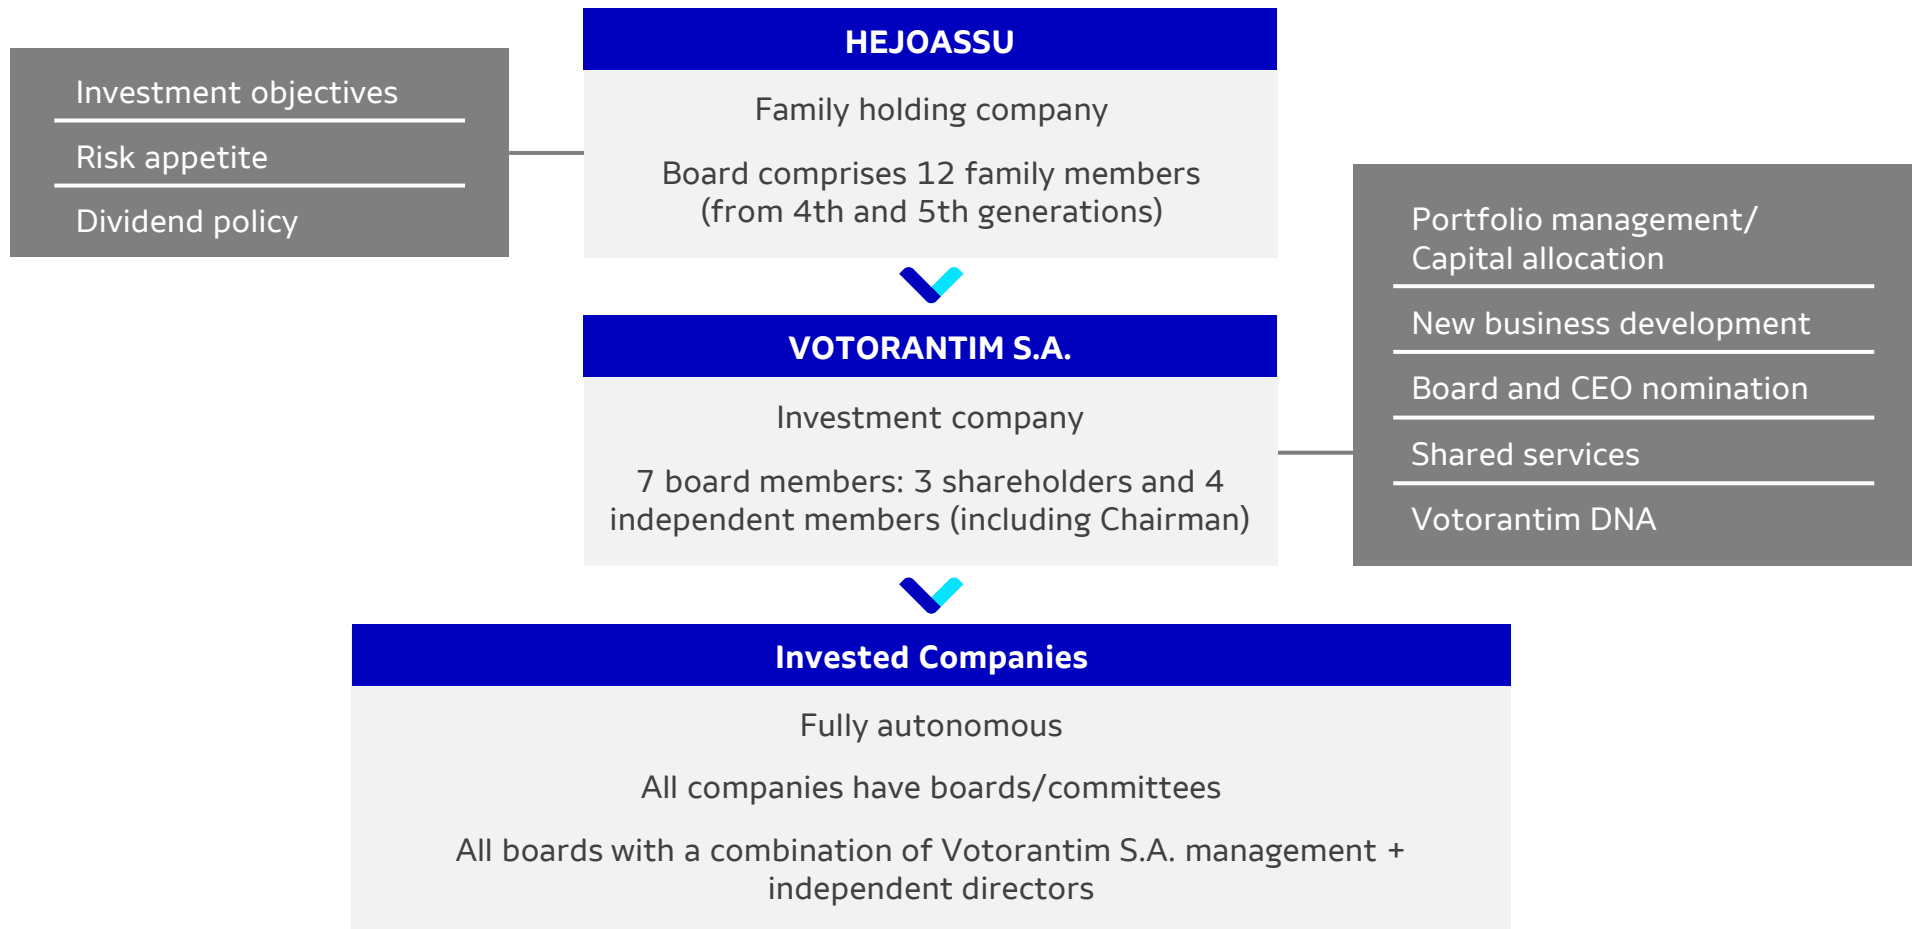 HEJOASSU
Family holding company
Board comprises 12 family members
(from 4th and 5th generations)
Investment objectives
Risk appetite
Dividend policy
VOTORANTIM S.A.
Investment company
7 board members: 3 shareholders and 4
independent members (including Chairman)
Portfolio management/
Capital allocation
New business development
Board and CEO nomination
Shared services
Votorantim DNA
Invested Companies
Fully autonomous
All companies have boards/committees
All boards with a combination of Votorantim S.A. management +
independent directors